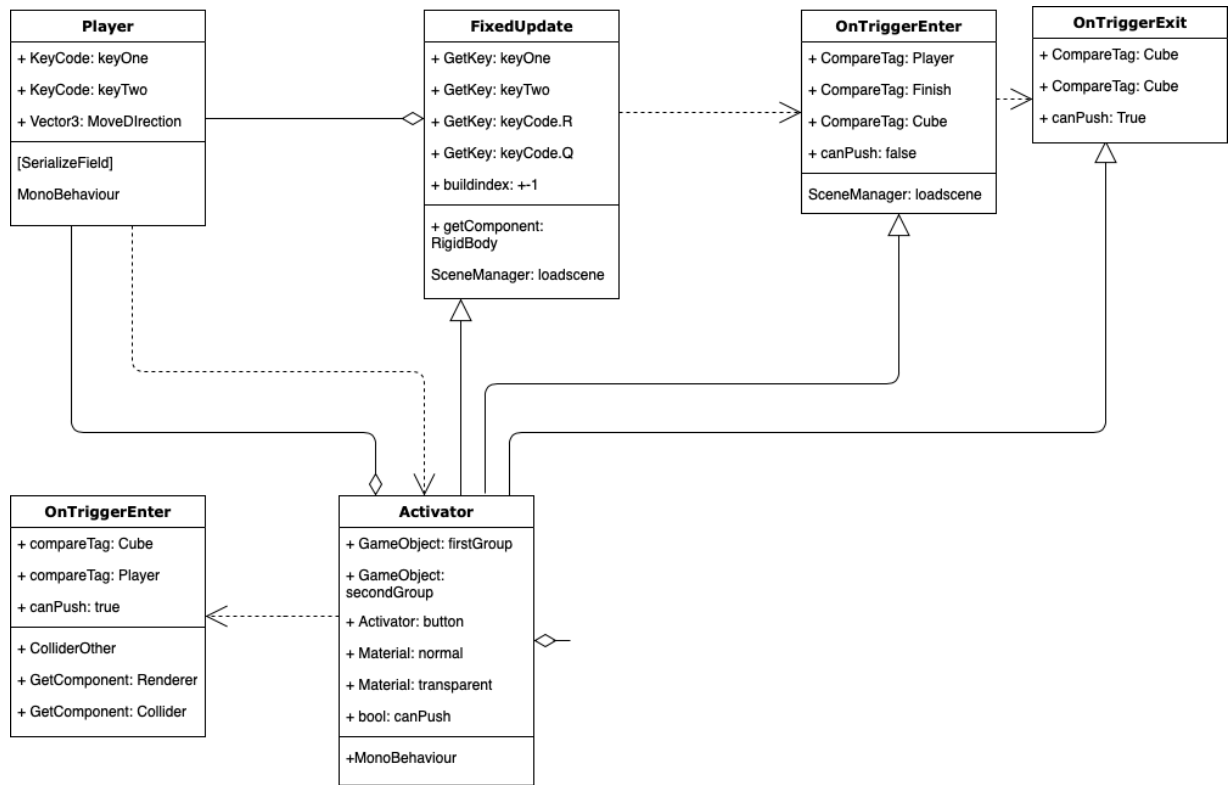 Player
+ KeyCode: keyOne
+ KeyCode: keyTwo
+ Vector3: MoveDIrection
[SerializeField]
MonoBehaviour
FixedUpdate
+ GetKey: keyOne
+ GetKey: keyTwo
+ GetKey: keyCode.R
+ GetKey: keyCode.Q
+ buildindex: +-1
+ getComponent:
RigidBody
SceneManager: loadscene
OnTriggerEnter
+ CompareTag: Player
+ CompareTag: Finish
+ CompareTag: Cube
+ canPush: false
SceneManager: loadscene
OnTriggerExit
+ CompareTag: Cube
+ CompareTag: Cube
+ canPush: True
OnTriggerEnter
+ compareTag: Cube
+ compareTag: Player
+ canPush: true
+ ColliderOther
+ GetComponent: Renderer
+ GetComponent: Collider
Activator
+ GameObject: firstGroup
+ GameObject:
secondGroup
+ Activator: button
+ Material: normal
+ Material: transparent
+ bool: canPush
+MonoBehaviour